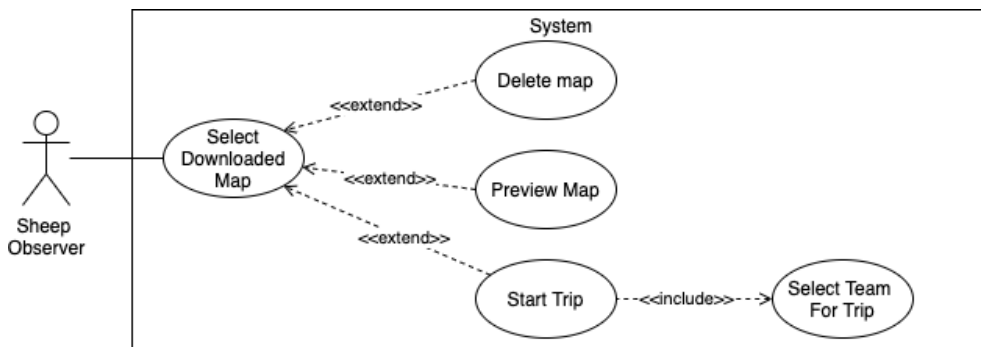 System
Delete map
<<extend>>
Select
Downloaded
Map
<<extend>>
Preview Map
Sheep
Observer
<<extend>>
Start Trip
<<include>>
Select Team
For Trip